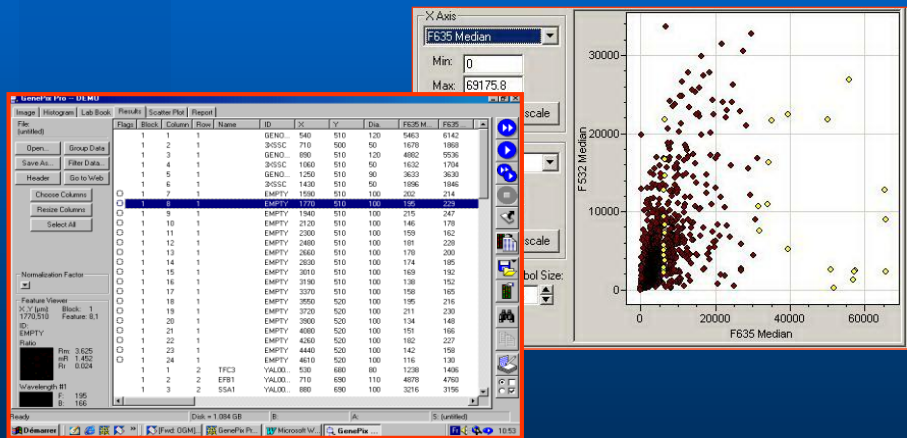 X Axis
F635 Median
Min: 0
Max: 69175.8
scale
scale
bol Size:
F532 Median
30000
20000
10000
0
0 20000 40000 60000
F635 Median
GenePix Pro -- DEMO
Image Histogram Lab Book Results Scatter Plot Report
File:
(untitled)
Open... Group Data
Save As... Filter Data...
Header Go to Web
Choose Columns
Resize Columns
Select All
Normalization Factor
Feature Viewer
X,Y (µm) Block: 1
1770,510 Feature: 8,1
ID:
EMPTY
Ratio
Rm: 3.625
mR 1.452
Rr 0.024
Wavelength #1
F: 195
B: 166
Flags Block Column Row Name ID X Y Dia. F635 M... F635 ...
1 1 1 GENO... 540 510 120 5463 6142
1 2 1 3XSSC 710 500 50 1678 1868
1 3 1 GENO... 890 510 120 4882 5536
1 4 1 3XSSC 1060 510 50 1632 1704
1 5 1 GENO... 1250 510 90 3633 3630
1 6 1 3XSSC 1430 510 50 1896 1846
1 7 1 EMPTY 1590 510 100 202 214
1 8 1 EMPTY 1770 510 100 195 229
1 9 1 EMPTY 1940 510 100 215 247
1 10 1 EMPTY 2120 510 100 146 178
1 11 1 EMPTY 2300 510 100 159 162
1 12 1 EMPTY 2480 510 100 181 228
1 13 1 EMPTY 2660 510 100 178 200
1 14 1 EMPTY 2830 510 100 174 185
1 15 1 EMPTY 3010 510 100 169 192
1 16 1 EMPTY 3190 510 100 138 152
1 17 1 EMPTY 3370 510 100 158 165
1 18 1 EMPTY 3550 520 100 195 216
1 19 1 EMPTY 3720 520 100 211 230
1 20 1 EMPTY 3900 520 100 134 148
1 21 1 EMPTY 4080 520 100 151 166
1 22 1 EMPTY 4260 520 100 182 227
1 23 1 EMPTY 4440 520 100 142 158
1 24 1 EMPTY 4610 520 100 116 130
1 1 2 TFC3 YAL00... 530 680 80 1238 1406
1 2 2 EFB1 YAL00... 710 690 110 4878 4760
1 3 2 SSA1 YAL00... 880 690 100 3216 3156
Ready Disk = 1.084 GB B: A: S: (untitled)
Démarrer [Fwd: OGM]... GenePix Pr... Microsoft W... GenePix ... Fr 10:53